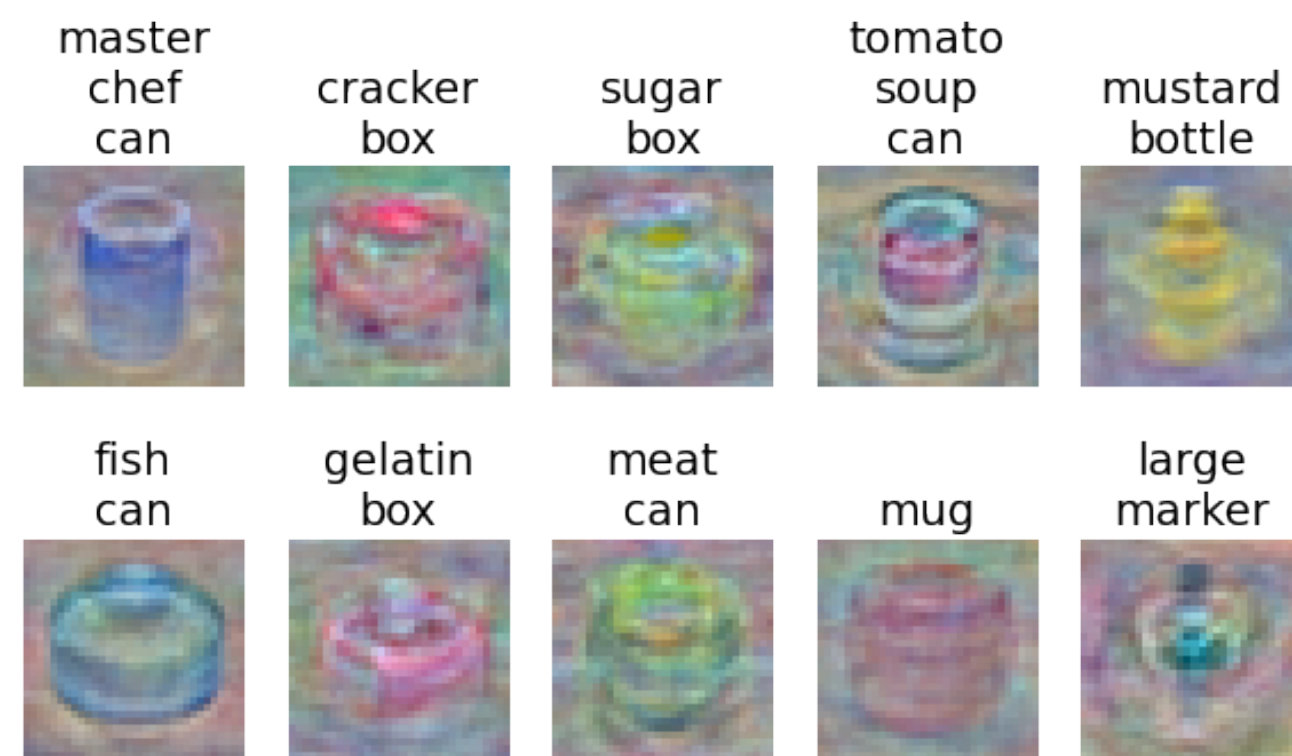 master
chef
can
cracker
box
sugar
box
tomato
soup
can
mustard
bottle
fish
can
gelatin
box
meat
can
mug
large
marker